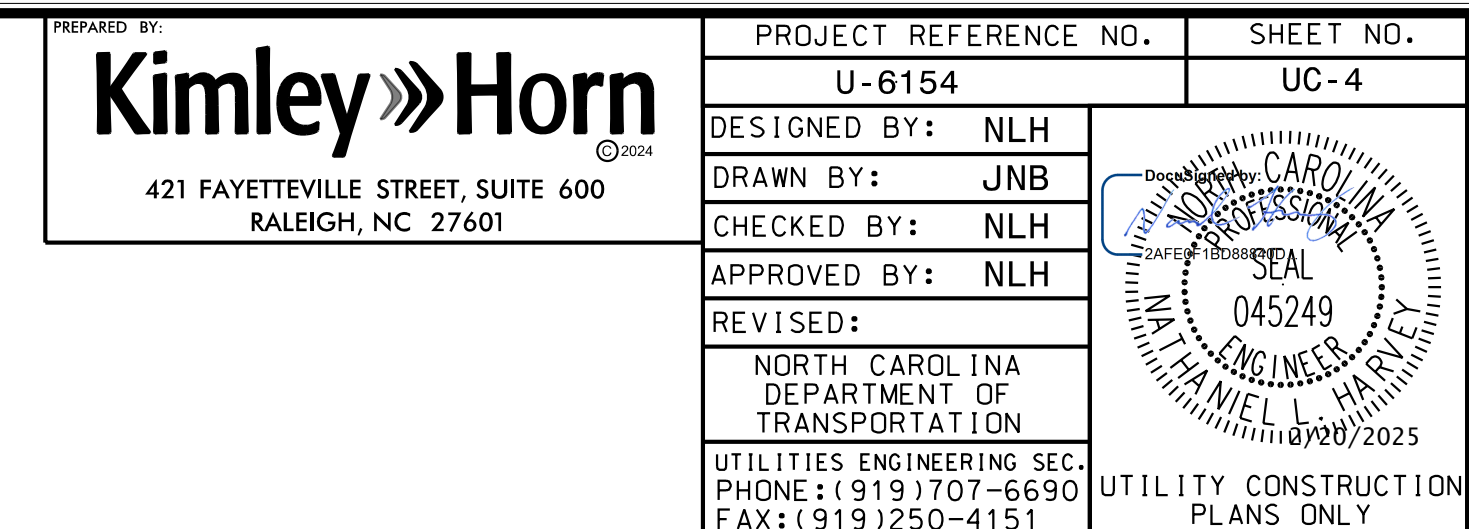 PREPARED BY:
Kimley Horn
© 2024
421 FAYETTEVILLE STREET, SUITE 600
RALEIGH, NC 27601
PROJECT REFERENCE NO.
SHEET NO.
U-6154
UC-4
DESIGNED BY: NLH
DRAWN BY: JNB
CHECKED BY: NLH
APPROVED BY: NLH
REVISED:
NORTH CAROLINA
DEPARTMENT OF
TRANSPORTATION
UTILITIES ENGINEERING SEC.
PHONE:(919)707-6690
FAX:(919)250-4151
DocuSigned by:
2AFE0F1BD88840D...
NORTH CAROLINA
PROFESSIONAL
SEAL
045249
ENGINEER
NATHANIEL L. HARVEY
2/20/2025
UTILITY CONSTRUCTION
PLANS ONLY